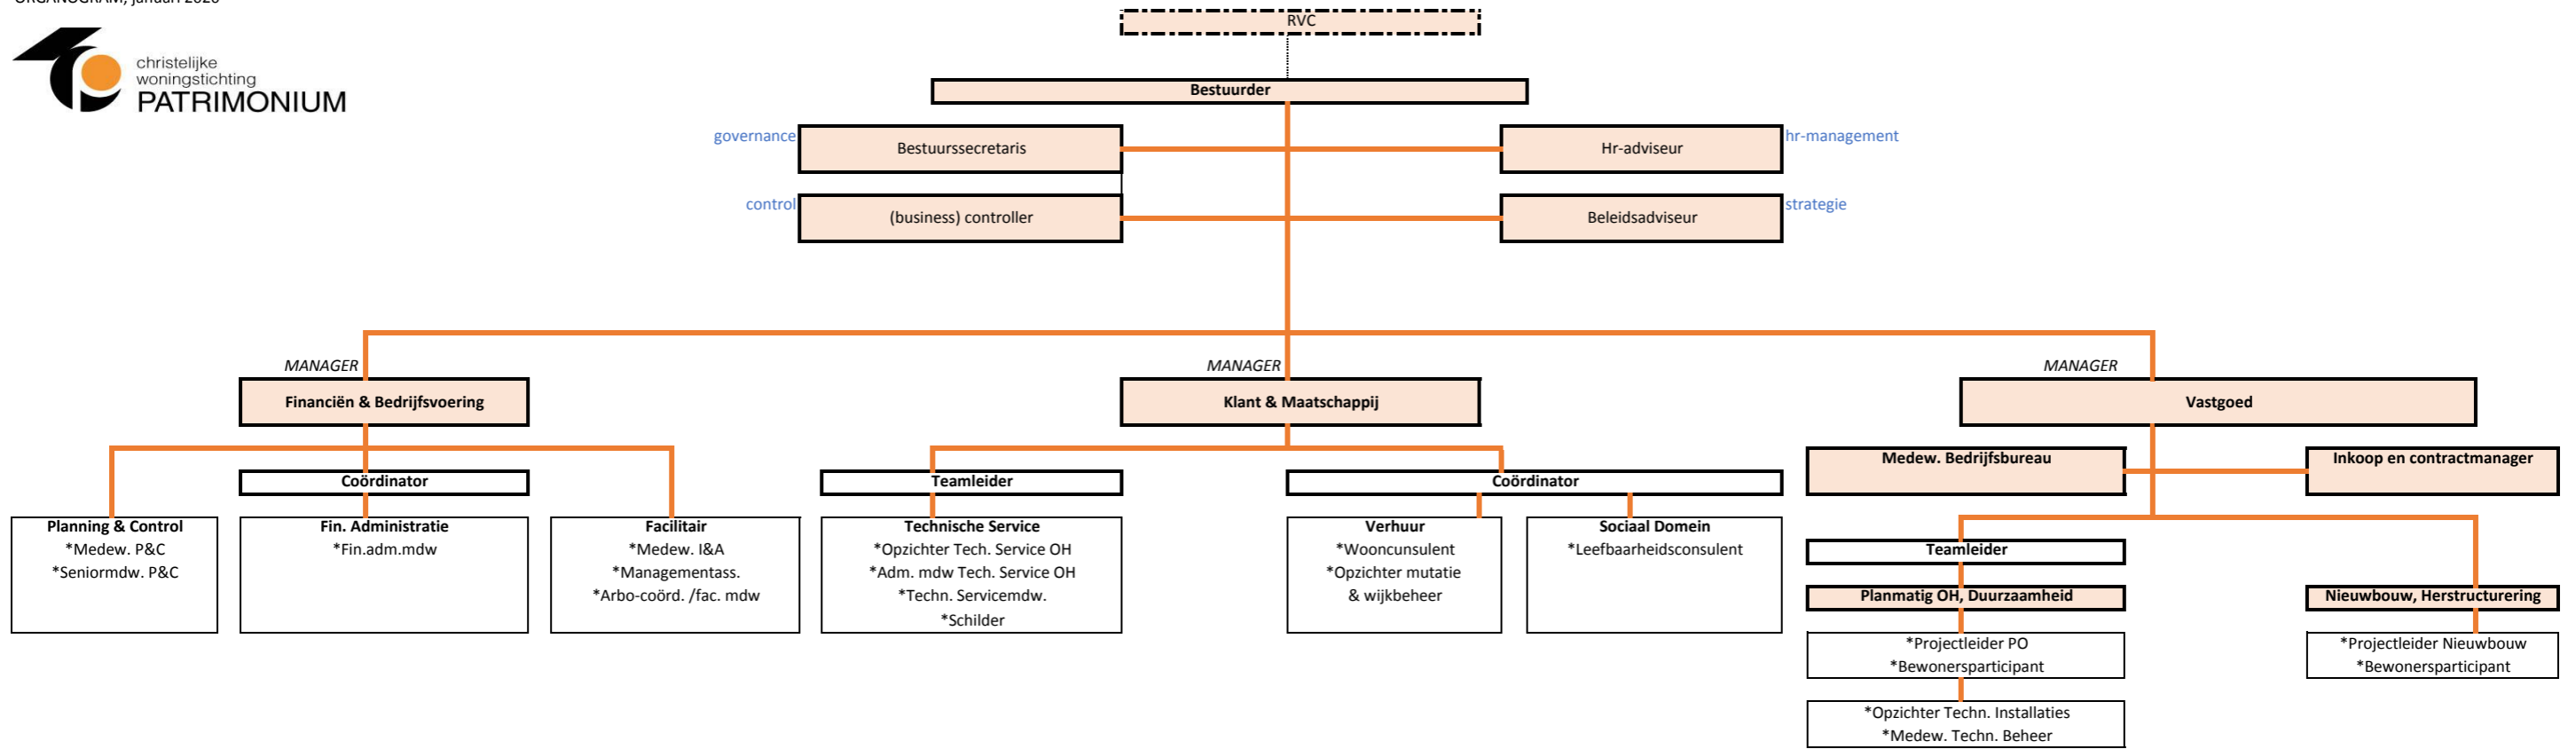 ORGANOGRAM, januari 2026
christelijke
woningstichting
PATRIMONIUM
RVC
Bestuurder
governance
Bestuurssecretaris
Hr-adviseur
hr-management
control
(business) controller
Beleidsadviseur
strategie
MANAGER
Financiën & Bedrijfsvoering
MANAGER
Klant & Maatschappij
MANAGER
Vastgoed
Coördinator
Planning & Control
*Medew. P&C
*Seniormdw. P&C
Fin. Administratie
*Fin.adm.mdw
Facilitair
*Medew. I&A
*Managementass.
*Arbo-coörd. /fac. mdw
Teamleider
Technische Service
*Opzichter Tech. Service OH
*Adm. mdw Tech. Service OH
*Techn. Servicemdw.
*Schilder
Coördinator
Verhuur
*Wooncunsulent
*Opzichter mutatie
& wijkbeheer
Sociaal Domein
*Leefbaarheidsconsulent
Medew. Bedrijfsbureau
Inkoop en contractmanager
Teamleider
Planmatig OH, Duurzaamheid
*Projectleider PO
*Bewonersparticipant
*Opzichter Techn. Installaties
*Medew. Techn. Beheer
Nieuwbouw, Herstructurering
*Projectleider Nieuwbouw
*Bewonersparticipant